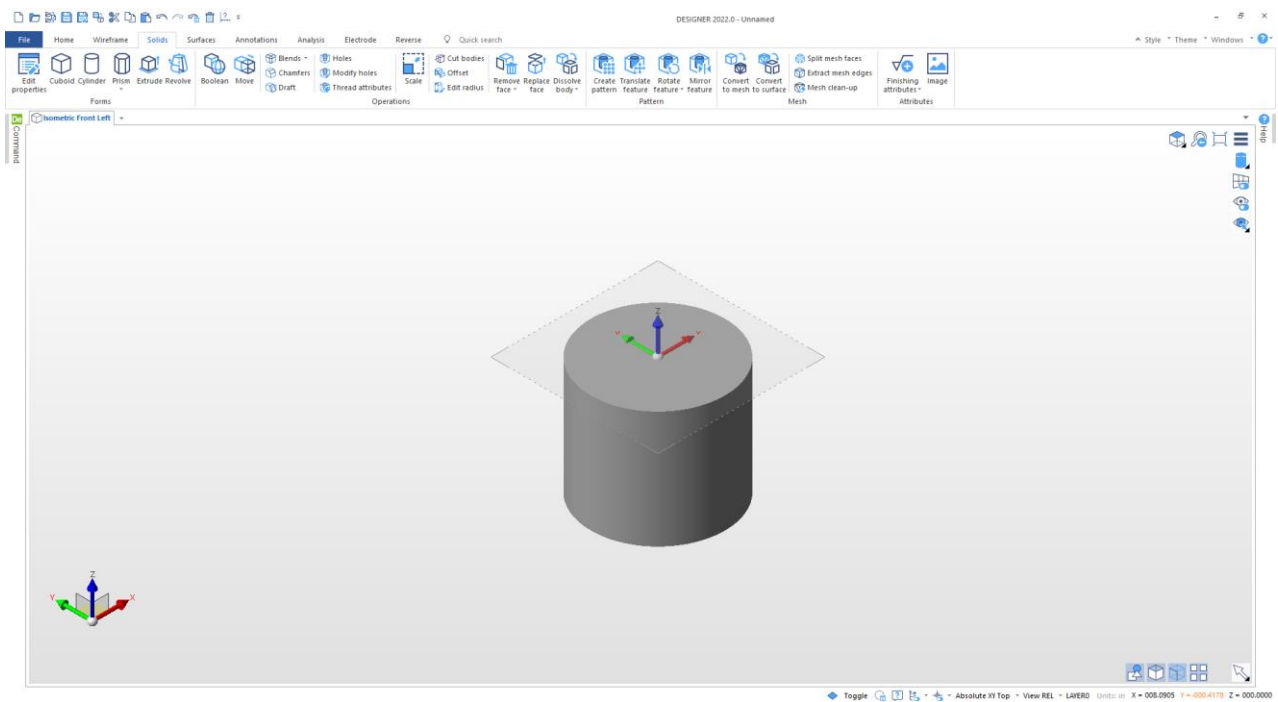 DESIGNER 2022.0 - Unnamed
File Home Wireframe Solids Surfaces Annotations Analysis Electrode Reverse Quick search Style Theme Windows
Edit properties Cuboid Cylinder Prism Extrude Revolve
Forms
Boolean Move Blends Chamfers Draft Holes Modify holes Thread attributes Scale Cut bodies Offset Edit radius Remove face Replace face Dissolve body
Operations
Create pattern Translate feature Rotate feature Mirror feature
Pattern
Convert to mesh Convert to surface Split mesh faces Extract mesh edges Mesh clean-up
Mesh
Finishing attributes Image
Attributes
De Command
Isometric Front Left
Help
Z
Y
Z
Y X
Toggle Absolute XY Top View REL LAYER0 Units: in X = 008.0905 Y = -000.4178 Z = 000.0000